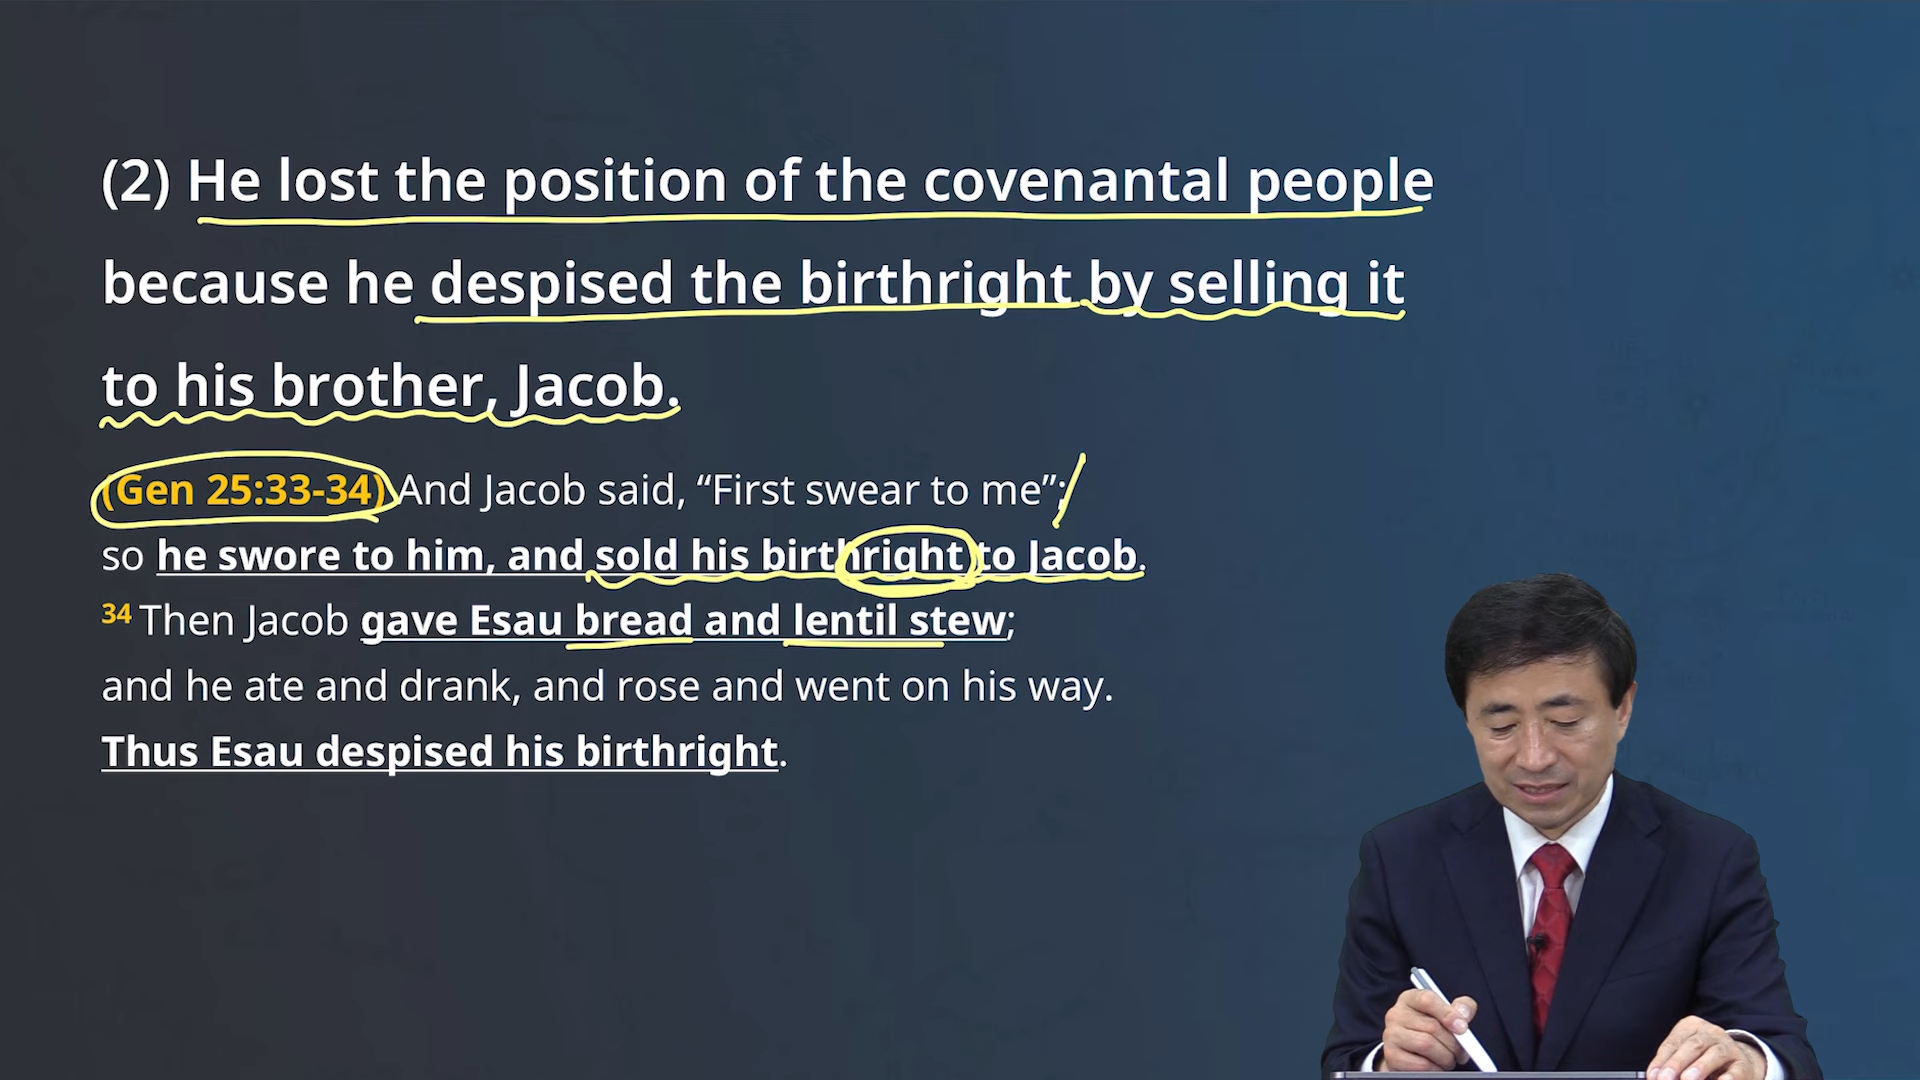 (2) He lost the position of the covenantal people
because he despised the birthright by selling it
to his brother, Jacob.
(Gen 25:33-34) And Jacob said, “First swear to me”;
so he swore to him, and sold his birthright to Jacob.
34 Then Jacob gave Esau bread and lentil stew;
and he ate and drank, and rose and went on his way.
Thus Esau despised his birthright.